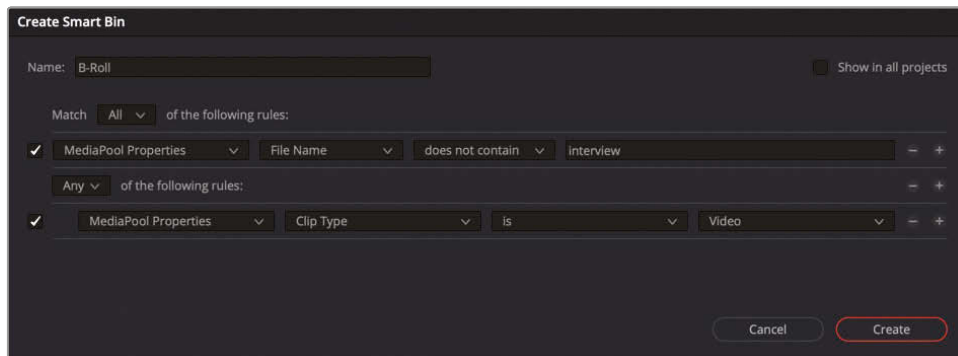 Create Smart Bin
Name: B-Roll Show in all projects
Match All of the following rules:
MediaPool Properties File Name does not contain interview
Any of the following rules:
MediaPool Properties Clip Type is Video
Cancel Create